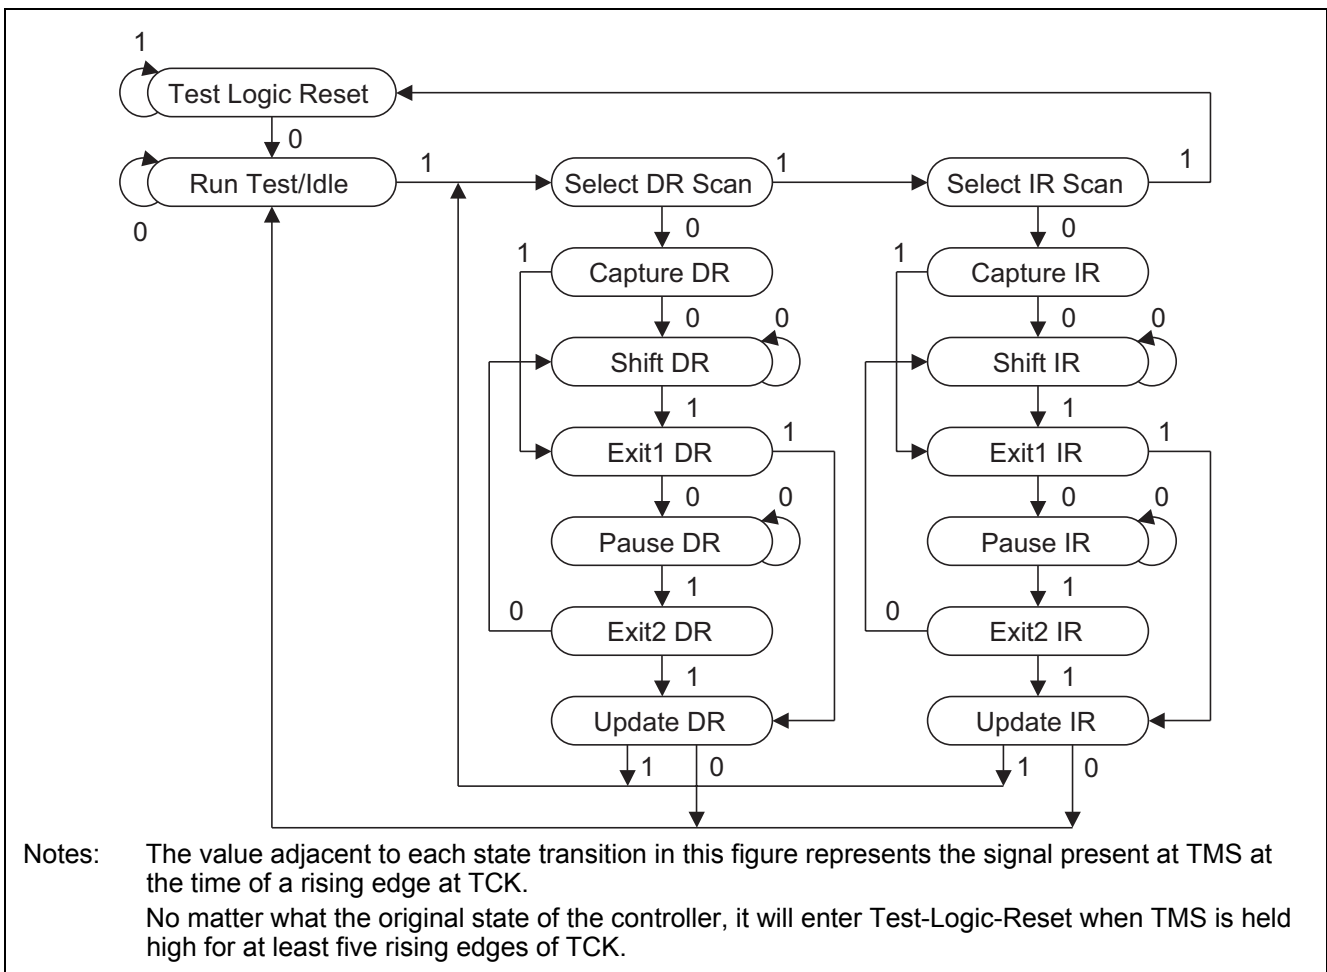 1
Test Logic Reset
0
Run Test/Idle
1
Select DR Scan
1
Select IR Scan
1
0
0
0
1
Capture DR
1
Capture IR
0
0
0
0
Shift DR
Shift IR
1
1
Exit1 DR
1
Exit1 IR
1
0
0
0
0
Pause DR
Pause IR
1
1
0
Exit2 DR
0
Exit2 IR
1
1
Update DR
Update IR
1
0
1
0
Notes: The value adjacent to each state transition in this figure represents the signal present at TMS at
the time of a rising edge at TCK.
No matter what the original state of the controller, it will enter Test-Logic-Reset when TMS is held
high for at least five rising edges of TCK.